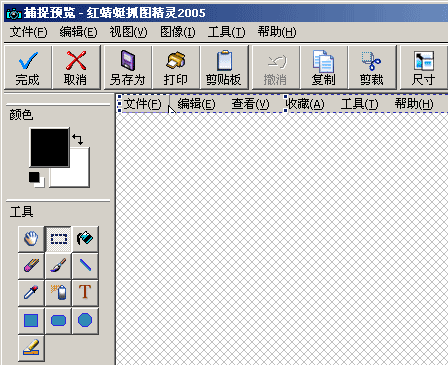 捕捉预览 - 红蜻蜓抓图精灵2005
文件(F) 编辑(E) 视图(V) 图像(I) 工具(T) 帮助(H)
完成 取消 另存为 打印 剪贴板 撤消 复制 剪裁 尺寸
颜色
文件(F) 编辑(E) 查看(V) 收藏(A) 工具(T) 帮助(H)
工具
T